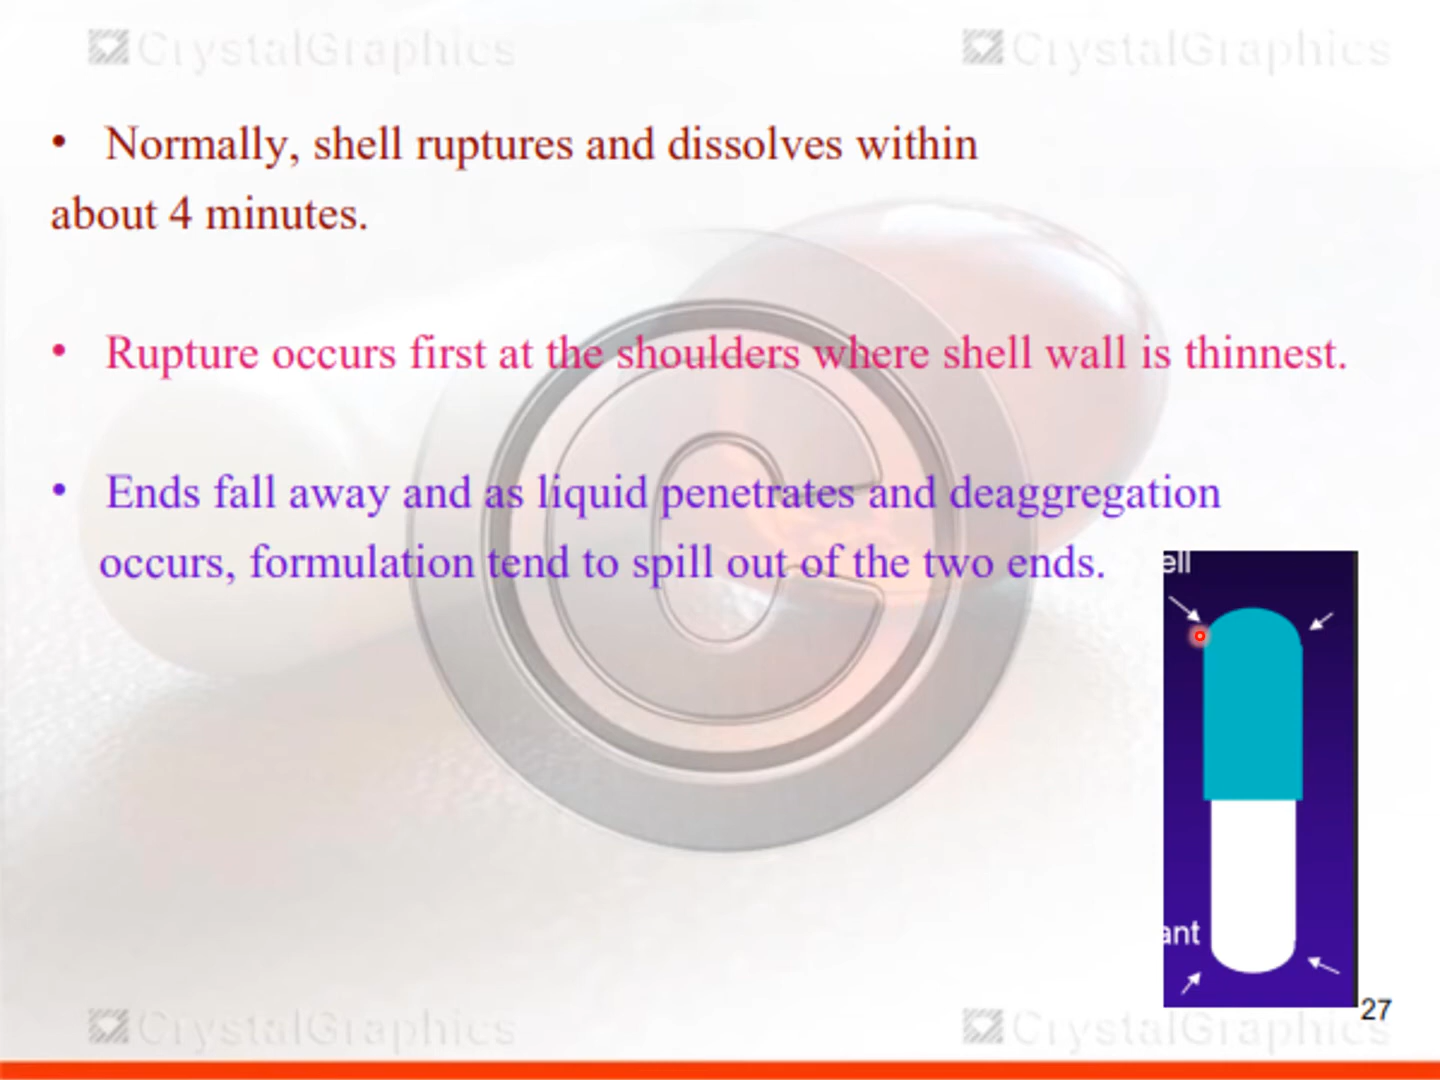 CrystalGraphics CrystalGraphics
• Normally, shell ruptures and dissolves within
about 4 minutes.
• Rupture occurs first at the shoulders where shell wall is thinnest.
• Ends fall away and as liquid penetrates and deaggregation
occurs, formulation tend to spill out of the two ends.
ell
ant
27
CrystalGraphics CrystalGraphics